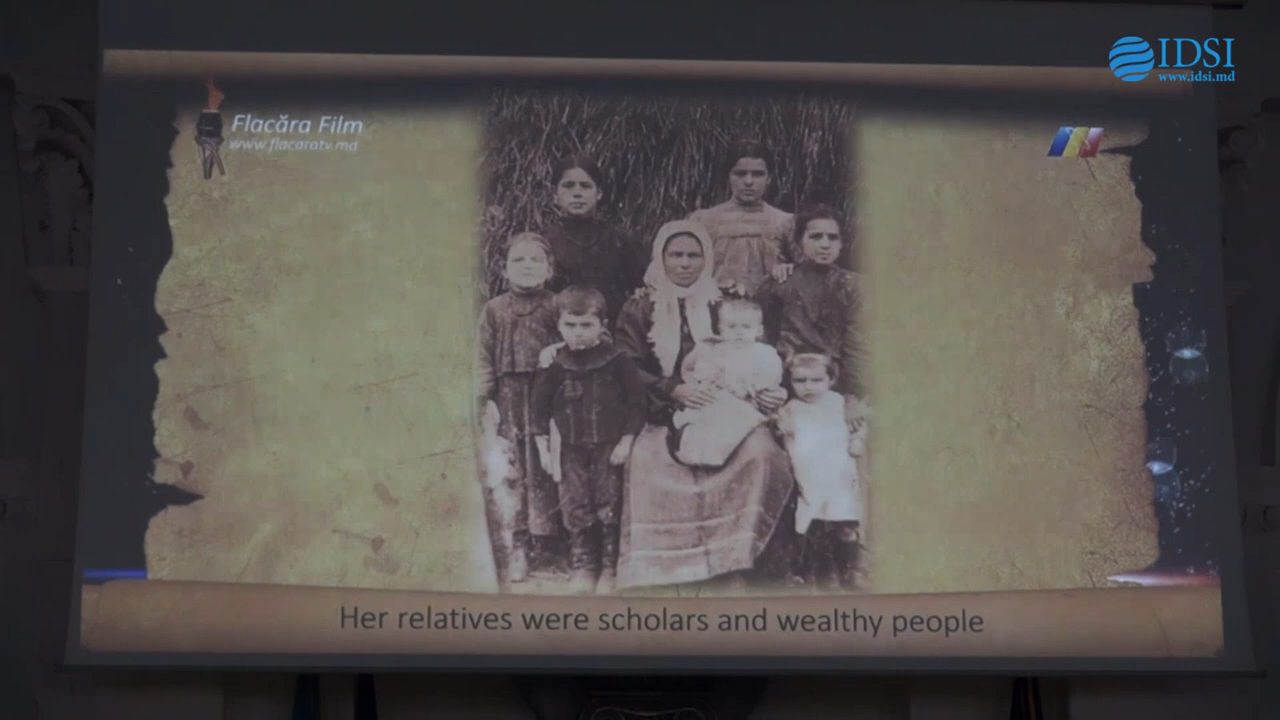 IDSI
www.idsi.md
Flacăra Film
www.flacaratv.md
Her relatives were scholars and wealthy people